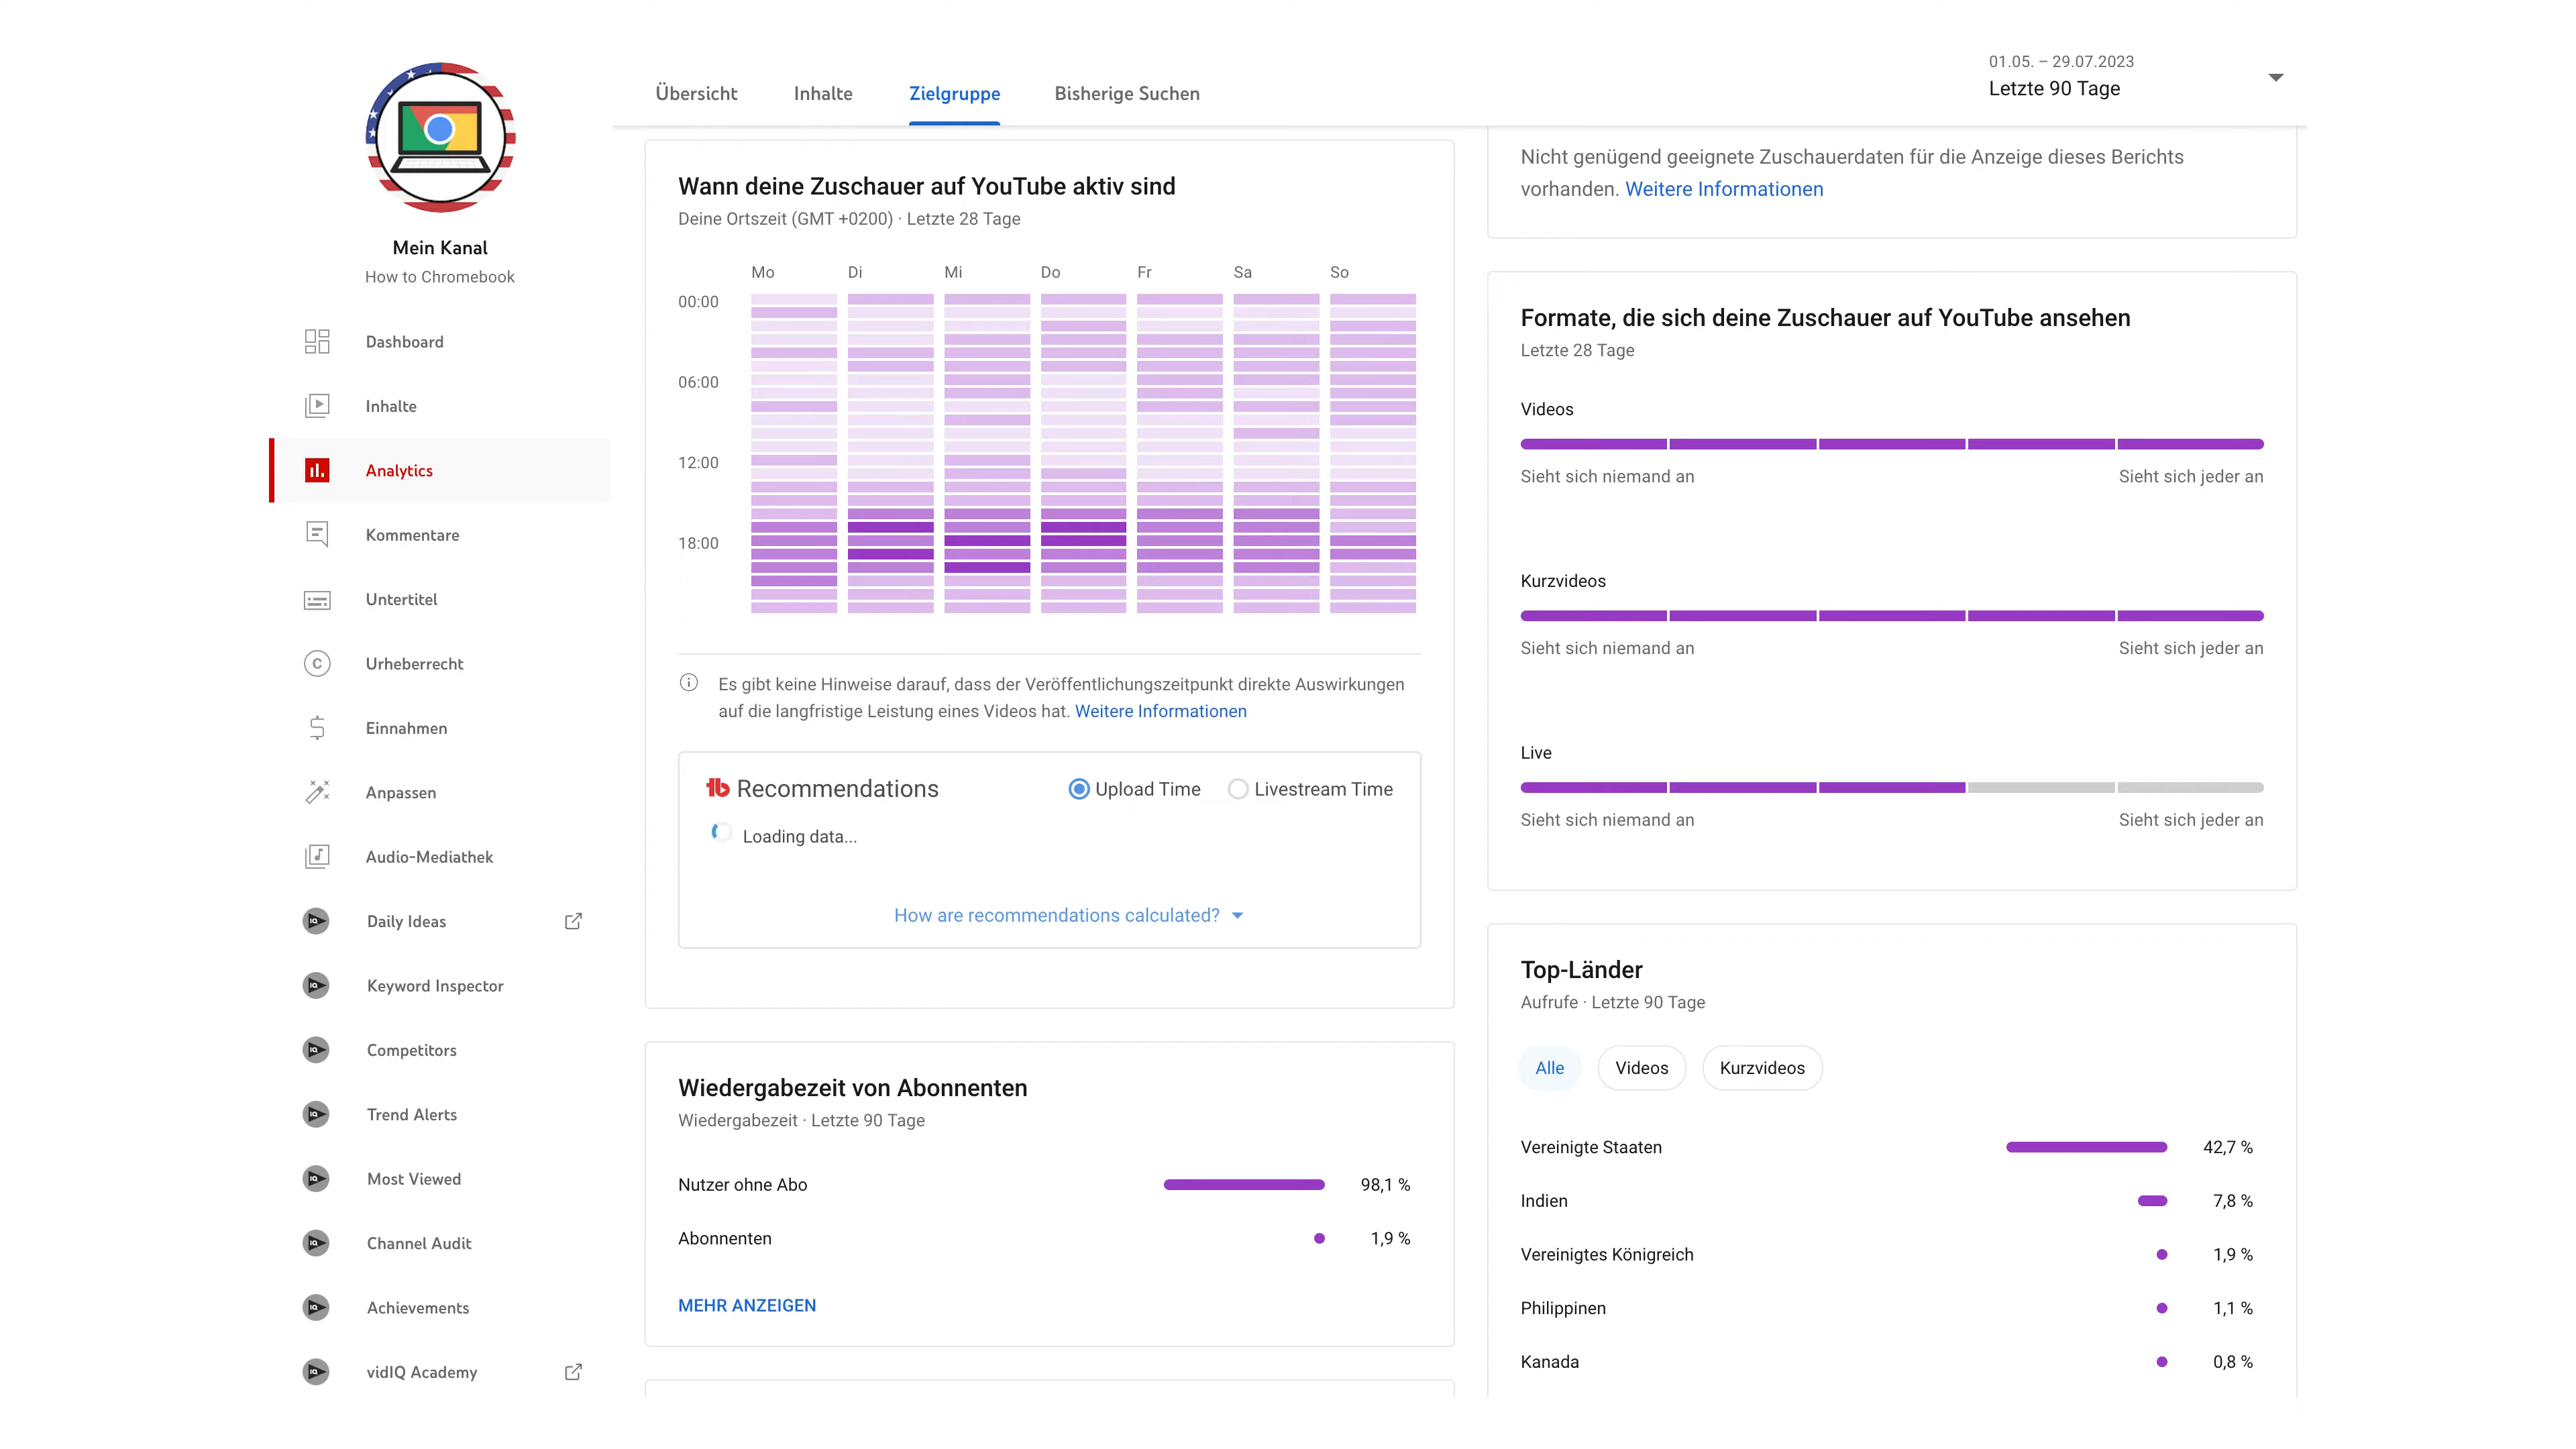 Mein Kanal
How to Chromebook
Dashboard
Inhalte
Analytics
Kommentare
Untertitel
Urheberrecht
Einnahmen
Anpassen
Audio-Mediathek
Daily Ideas
Keyword Inspector
Competitors
Trend Alerts
Most Viewed
Channel Audit
Achievements
vidIQ Academy
Übersicht
Inhalte
Zielgruppe
Bisherige Suchen
01.05. – 29.07.2023
Letzte 90 Tage
Wann deine Zuschauer auf YouTube aktiv sind
Deine Ortszeit (GMT +0200) · Letzte 28 Tage
Mo Di Mi Do Fr Sa So
00:00
06:00
12:00
18:00
Es gibt keine Hinweise darauf, dass der Veröffentlichungszeitpunkt direkte Auswirkungen
auf die langfristige Leistung eines Videos hat. Weitere Informationen
tb Recommendations
Upload Time
Livestream Time
Loading data...
How are recommendations calculated?
Wiedergabezeit von Abonnenten
Wiedergabezeit · Letzte 90 Tage
Nutzer ohne Abo 98,1 %
Abonnenten 1,9 %
MEHR ANZEIGEN
Nicht genügend geeignete Zuschauerdaten für die Anzeige dieses Berichts
vorhanden. Weitere Informationen
Formate, die sich deine Zuschauer auf YouTube ansehen
Letzte 28 Tage
Videos
Sieht sich niemand an Sieht sich jeder an
Kurzvideos
Sieht sich niemand an Sieht sich jeder an
Live
Sieht sich niemand an Sieht sich jeder an
Top-Länder
Aufrufe · Letzte 90 Tage
Alle Videos Kurzvideos
Vereinigte Staaten 42,7 %
Indien 7,8 %
Vereinigtes Königreich 1,9 %
Philippinen 1,1 %
Kanada 0,8 %